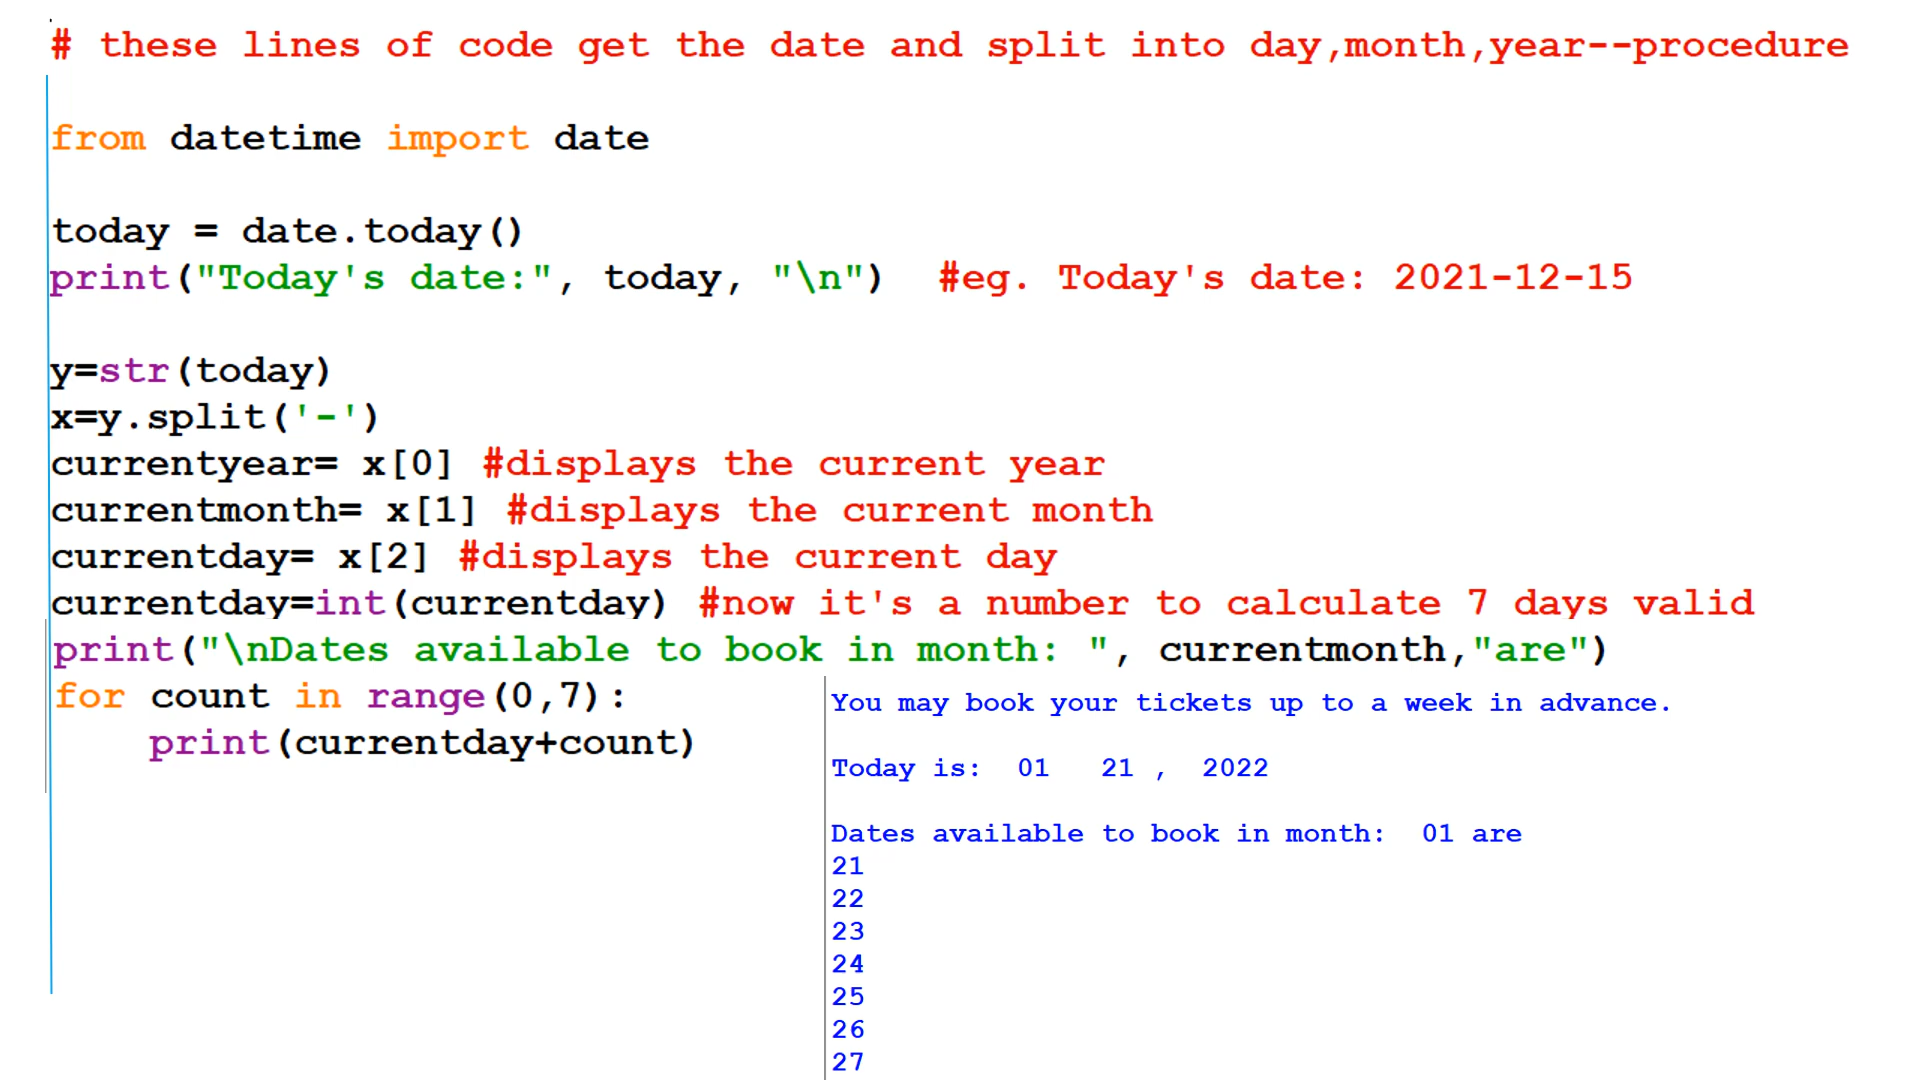 # these lines of code get the date and split into day,month,year--procedure
from datetime import date
today = date.today()
print("Today's date:", today, "\n")  #eg. Today's date: 2021-12-15
y=str(today)
x=y.split('-')
currentyear= x[0] #displays the current year
currentmonth= x[1] #displays the current month
currentday= x[2] #displays the current day
currentday=int(currentday) #now it's a number to calculate 7 days valid
print("\nDates available to book in month: ", currentmonth,"are")
for count in range(0,7):
    print(currentday+count)
You may book your tickets up to a week in advance.
Today is:  01   21 ,  2022
Dates available to book in month:  01 are
21
22
23
24
25
26
27